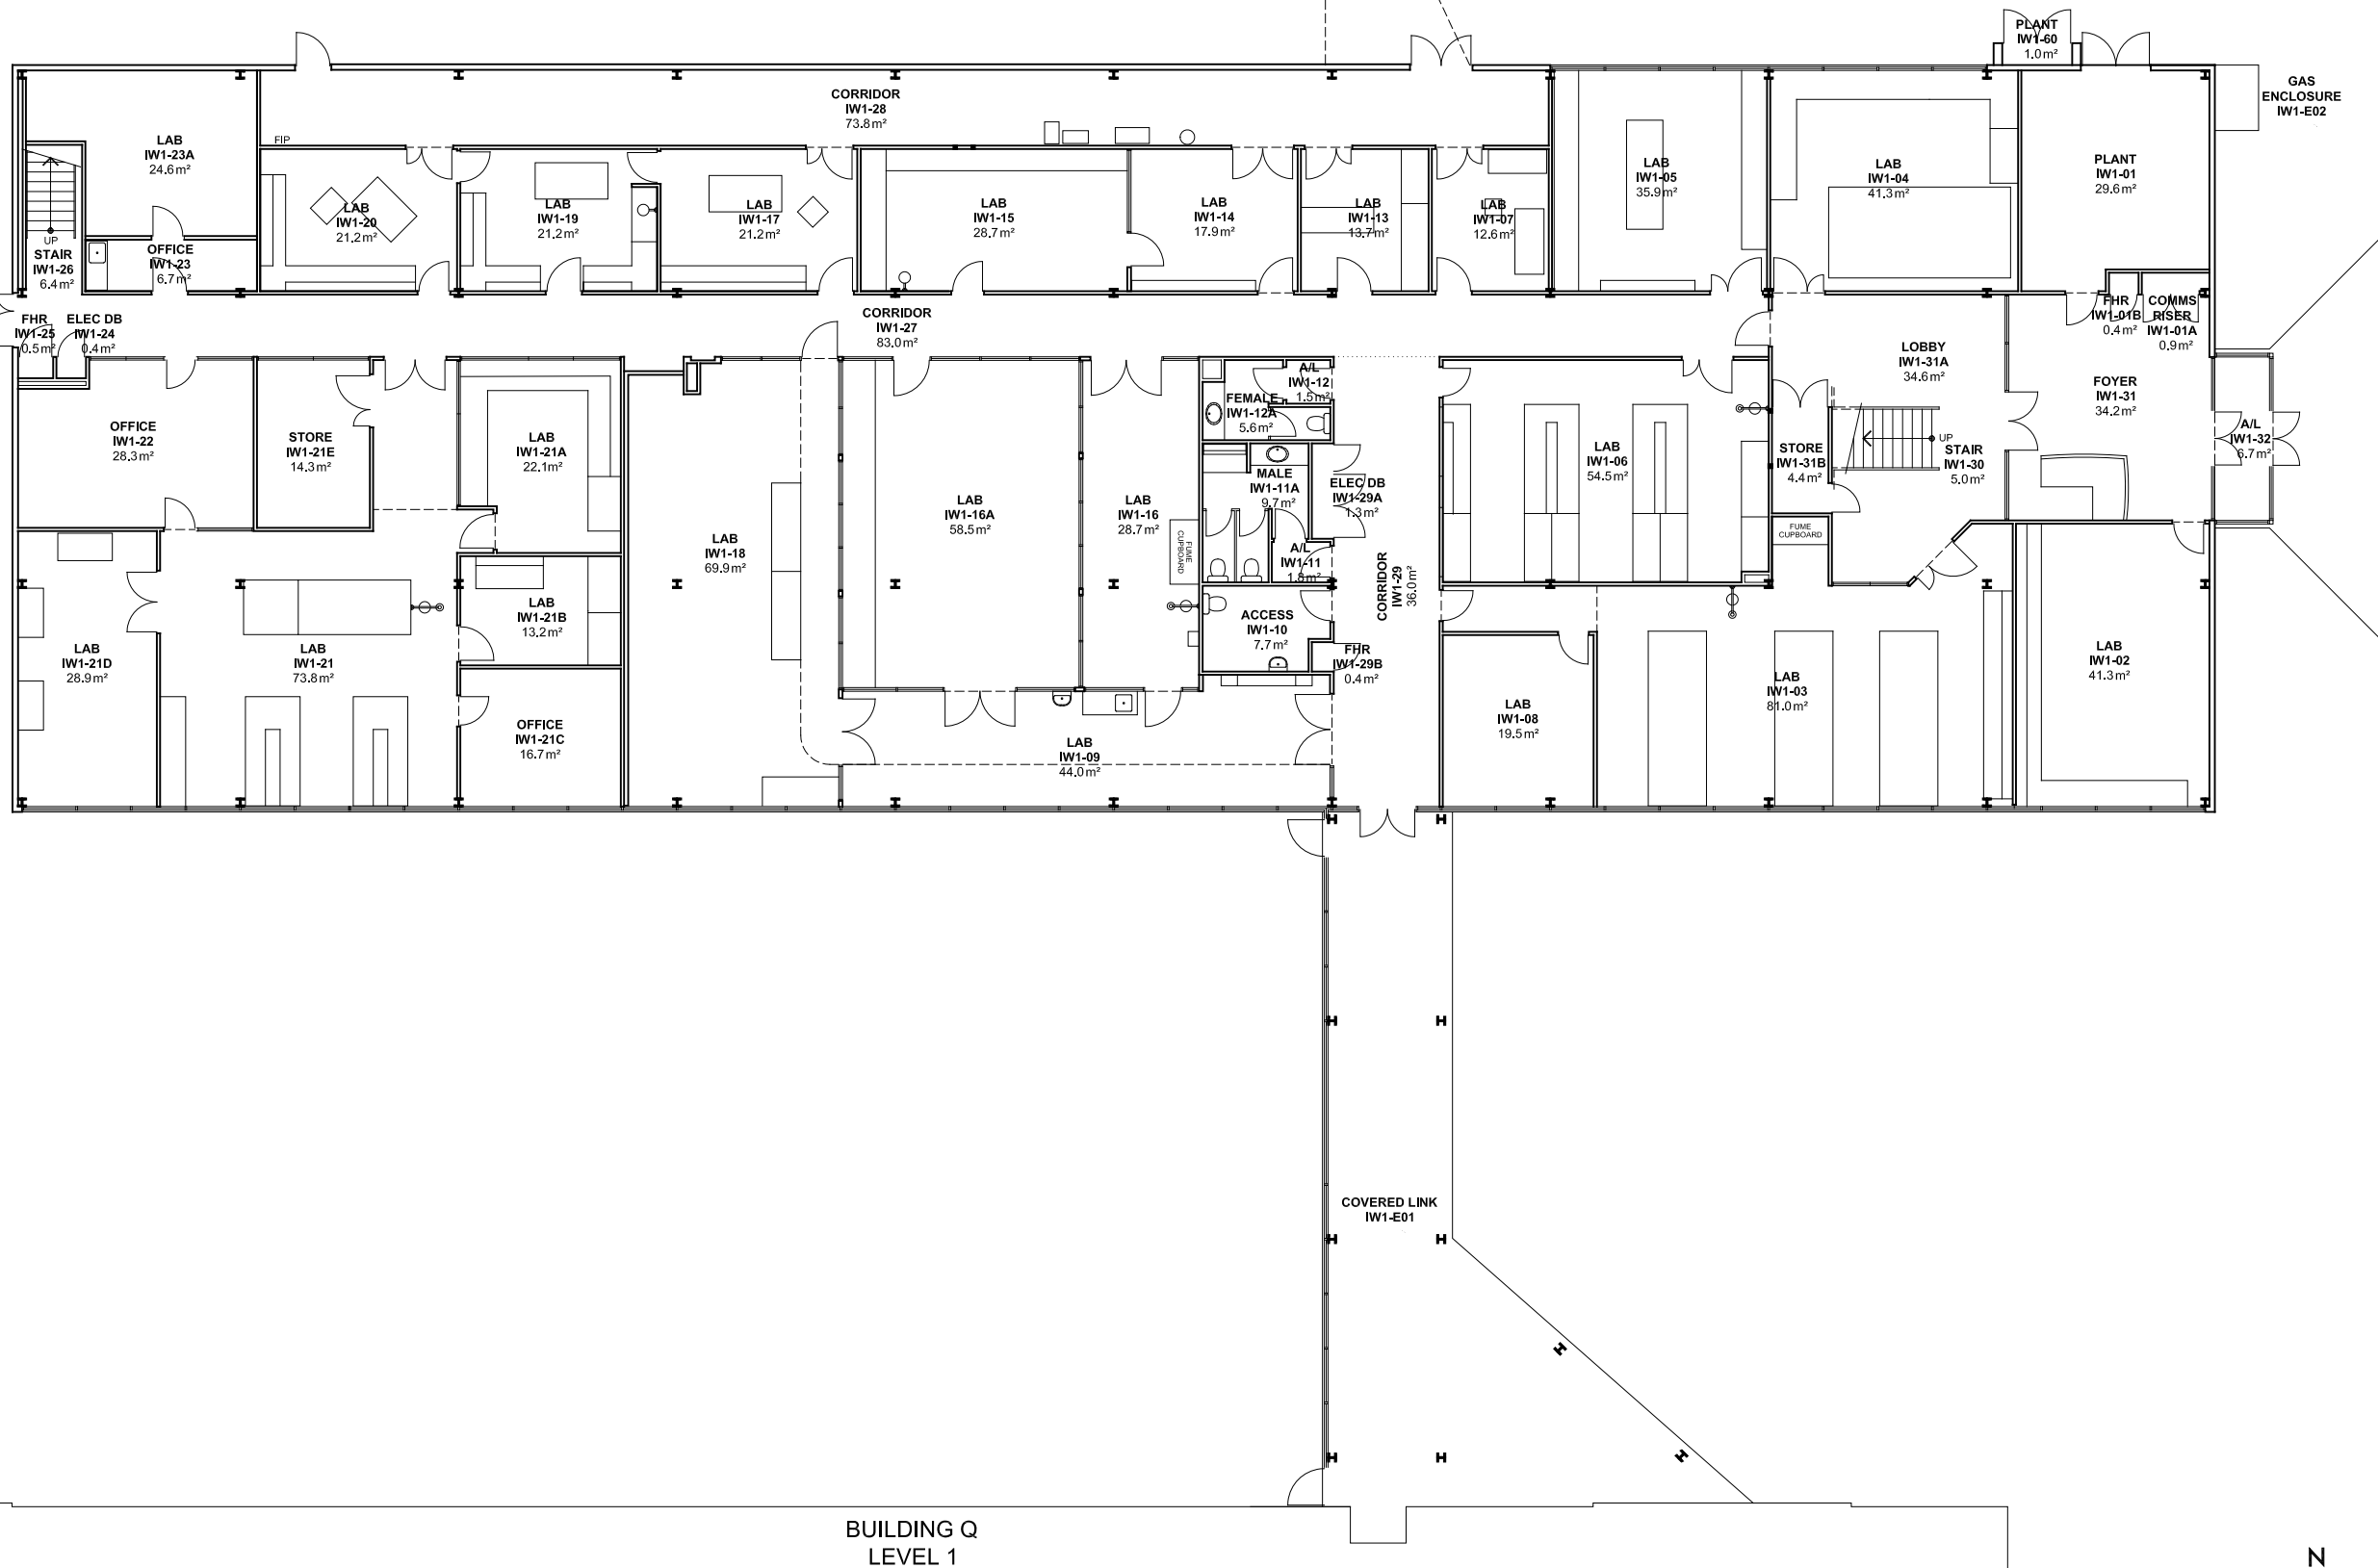 PLANT
IW1-60
1.0m²
GAS
ENCLOSURE
IW1-E02
CORRIDOR
IW1-28
73.8m²
FIP
LAB
IW1-23A
24.6m²
LAB
IW1-20
21.2m²
LAB
IW1-19
21.2m²
LAB
IW1-17
21.2m²
LAB
IW1-15
28.7m²
LAB
IW1-14
17.9m²
LAB
IW1-13
13.7m²
LAB
IW1-07
12.6m²
LAB
IW1-05
35.9m²
LAB
IW1-04
41.3m²
PLANT
IW1-01
29.6m²
UP
STAIR
IW1-26
6.4m²
OFFICE
IW1-23
6.7m²
FHR
IW1-25
0.5m²
ELEC DB
IW1-24
0.4m²
CORRIDOR
IW1-27
83.0m²
FHR
IW1-01B
0.4m²
COMMS
RISER
IW1-01A
0.9m²
LOBBY
IW1-31A
34.6m²
FOYER
IW1-31
34.2m²
A/L
IW1-32
6.7m²
OFFICE
IW1-22
28.3m²
STORE
IW1-21E
14.3m²
LAB
IW1-21A
22.1m²
LAB
IW1-18
69.9m²
LAB
IW1-16A
58.5m²
LAB
IW1-16
28.7m²
FUME
CUPBOARD
A/L
IW1-12
1.5m²
FEMALE
IW1-12A
5.6m²
MALE
IW1-11A
9.7m²
ELEC DB
IW1-29A
1.3m²
A/L
IW1-11
1.8m²
CORRIDOR
IW1-29
36.0m²
LAB
IW1-06
54.5m²
STORE
IW1-31B
4.4m²
UP
STAIR
IW1-30
5.0m²
FUME
CUPBOARD
LAB
IW1-21D
28.9m²
LAB
IW1-21
73.8m²
LAB
IW1-21B
13.2m²
OFFICE
IW1-21C
16.7m²
ACCESS
IW1-10
7.7m²
FHR
IW1-29B
0.4m²
LAB
IW1-09
44.0m²
LAB
IW1-08
19.5m²
LAB
IW1-03
81.0m²
LAB
IW1-02
41.3m²
COVERED LINK
IW1-E01
BUILDING Q
LEVEL 1
N